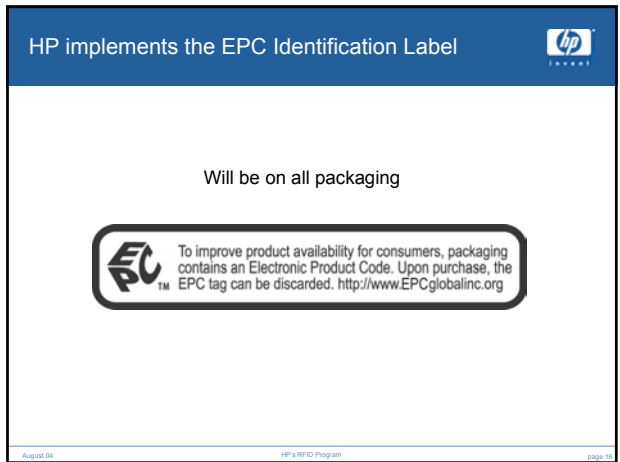 HP implements the EPC Identification Label
hp
invent
Will be on all packaging
EPC
TM
To improve product availability for consumers, packaging
contains an Electronic Product Code. Upon purchase, the
EPC tag can be discarded. http://www.EPCglobalinc.org
August 04
HP's RFID Program
page 16